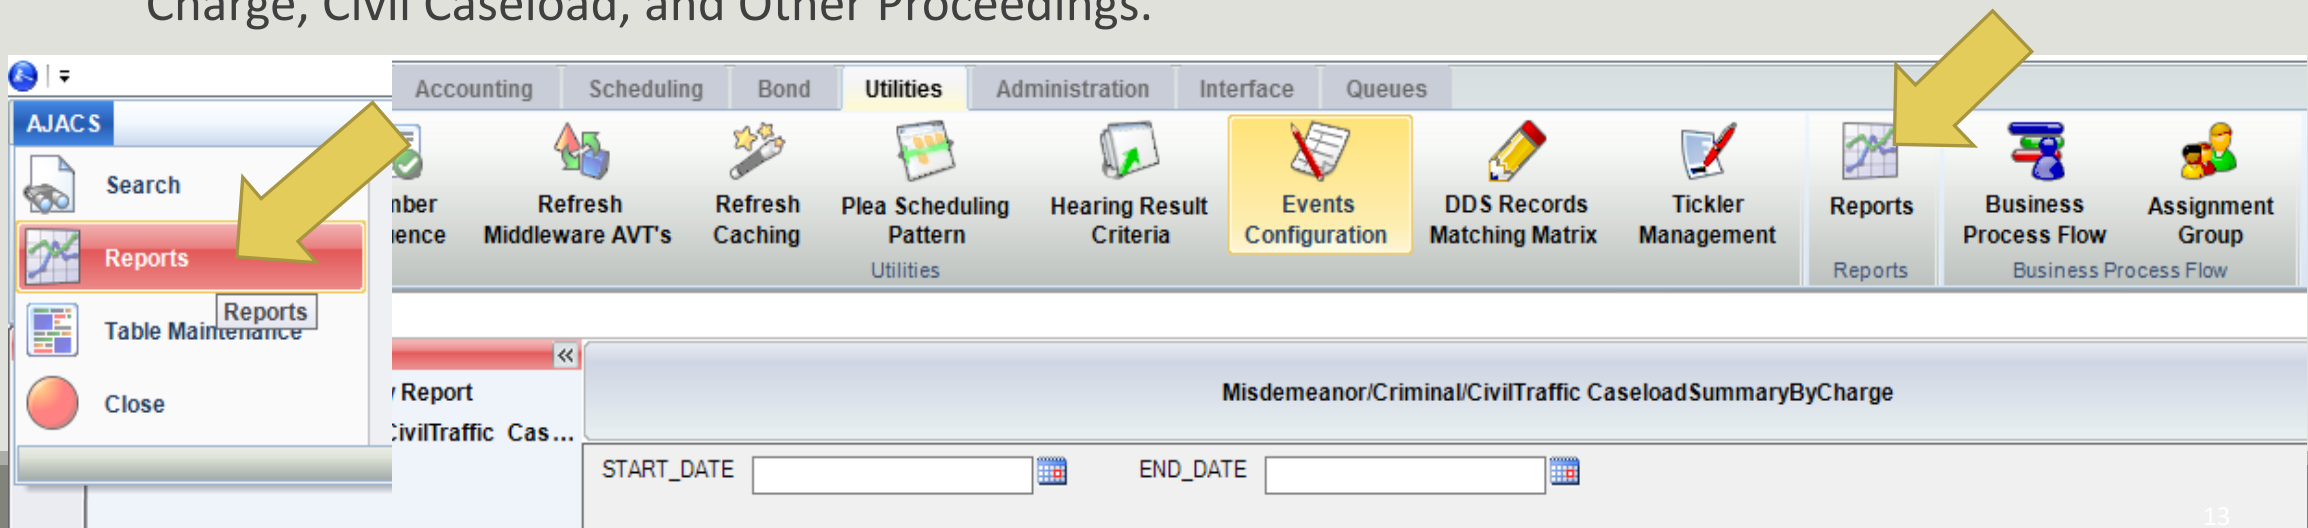 Charge, Civil Caseload, and Other Proceedings.
Accounting Scheduling Bond Utilities Administration Interface Queues
AJACS
Search
Reports
Reports
Table Maintenance
Close
Refresh Middleware AVT's
Refresh Caching
Plea Scheduling Pattern
Hearing Result Criteria
Events Configuration
DDS Records Matching Matrix
Tickler Management
Utilities
Reports
Reports
Business Process Flow
Assignment Group
Business Process Flow
Report
Misdemeanor/Criminal/CivilTraffic CaseloadSummaryByCharge
CivilTraffic Cas...
START_DATE
END_DATE
13